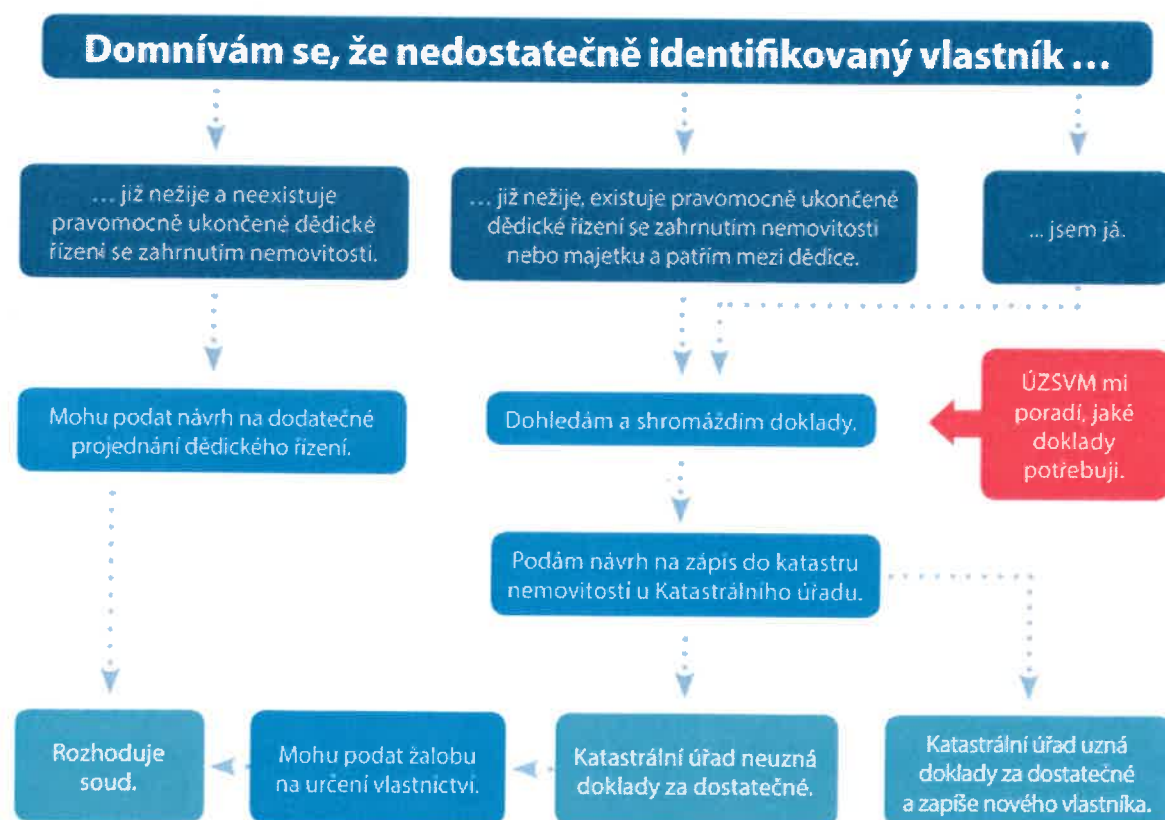 Domnívám se, že nedostatečně identifikovaný vlastník ...
... již nežije a neexistuje
pravomocně ukončené dědické
řízení se zahrnutím nemovitosti.
... již nežije, existuje pravomocně ukončené
dědické řízení se zahrnutím nemovitosti
nebo majetku a patřím mezi dědice.
... jsem já.
Mohu podat návrh na dodatečné
projednání dědického řízení.
Dohledám a shromáždím doklady.
ÚZSVM mi
poradí, jaké
doklady
potřebuji.
Podám návrh na zápis do katastru
nemovitostí u Katastrálního úřadu.
Rozhoduje
soud.
Mohu podat žalobu
na určení vlastnictví.
Katastrální úřad neuzná
doklady za dostatečné.
Katastrální úřad uzná
doklady za dostatečné
a zapíše nového vlastníka.